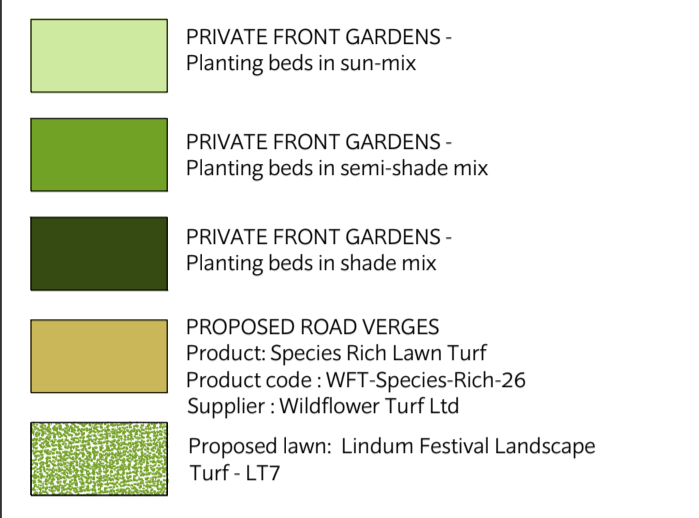 PRIVATE FRONT GARDENS -
Planting beds in sun-mix
PRIVATE FRONT GARDENS -
Planting beds in semi-shade mix
PRIVATE FRONT GARDENS -
Planting beds in shade mix
PROPOSED ROAD VERGES
Product: Species Rich Lawn Turf
Product code : WFT-Species-Rich-26
Supplier : Wildflower Turf Ltd
Proposed lawn: Lindum Festival Landscape
Turf - LT7